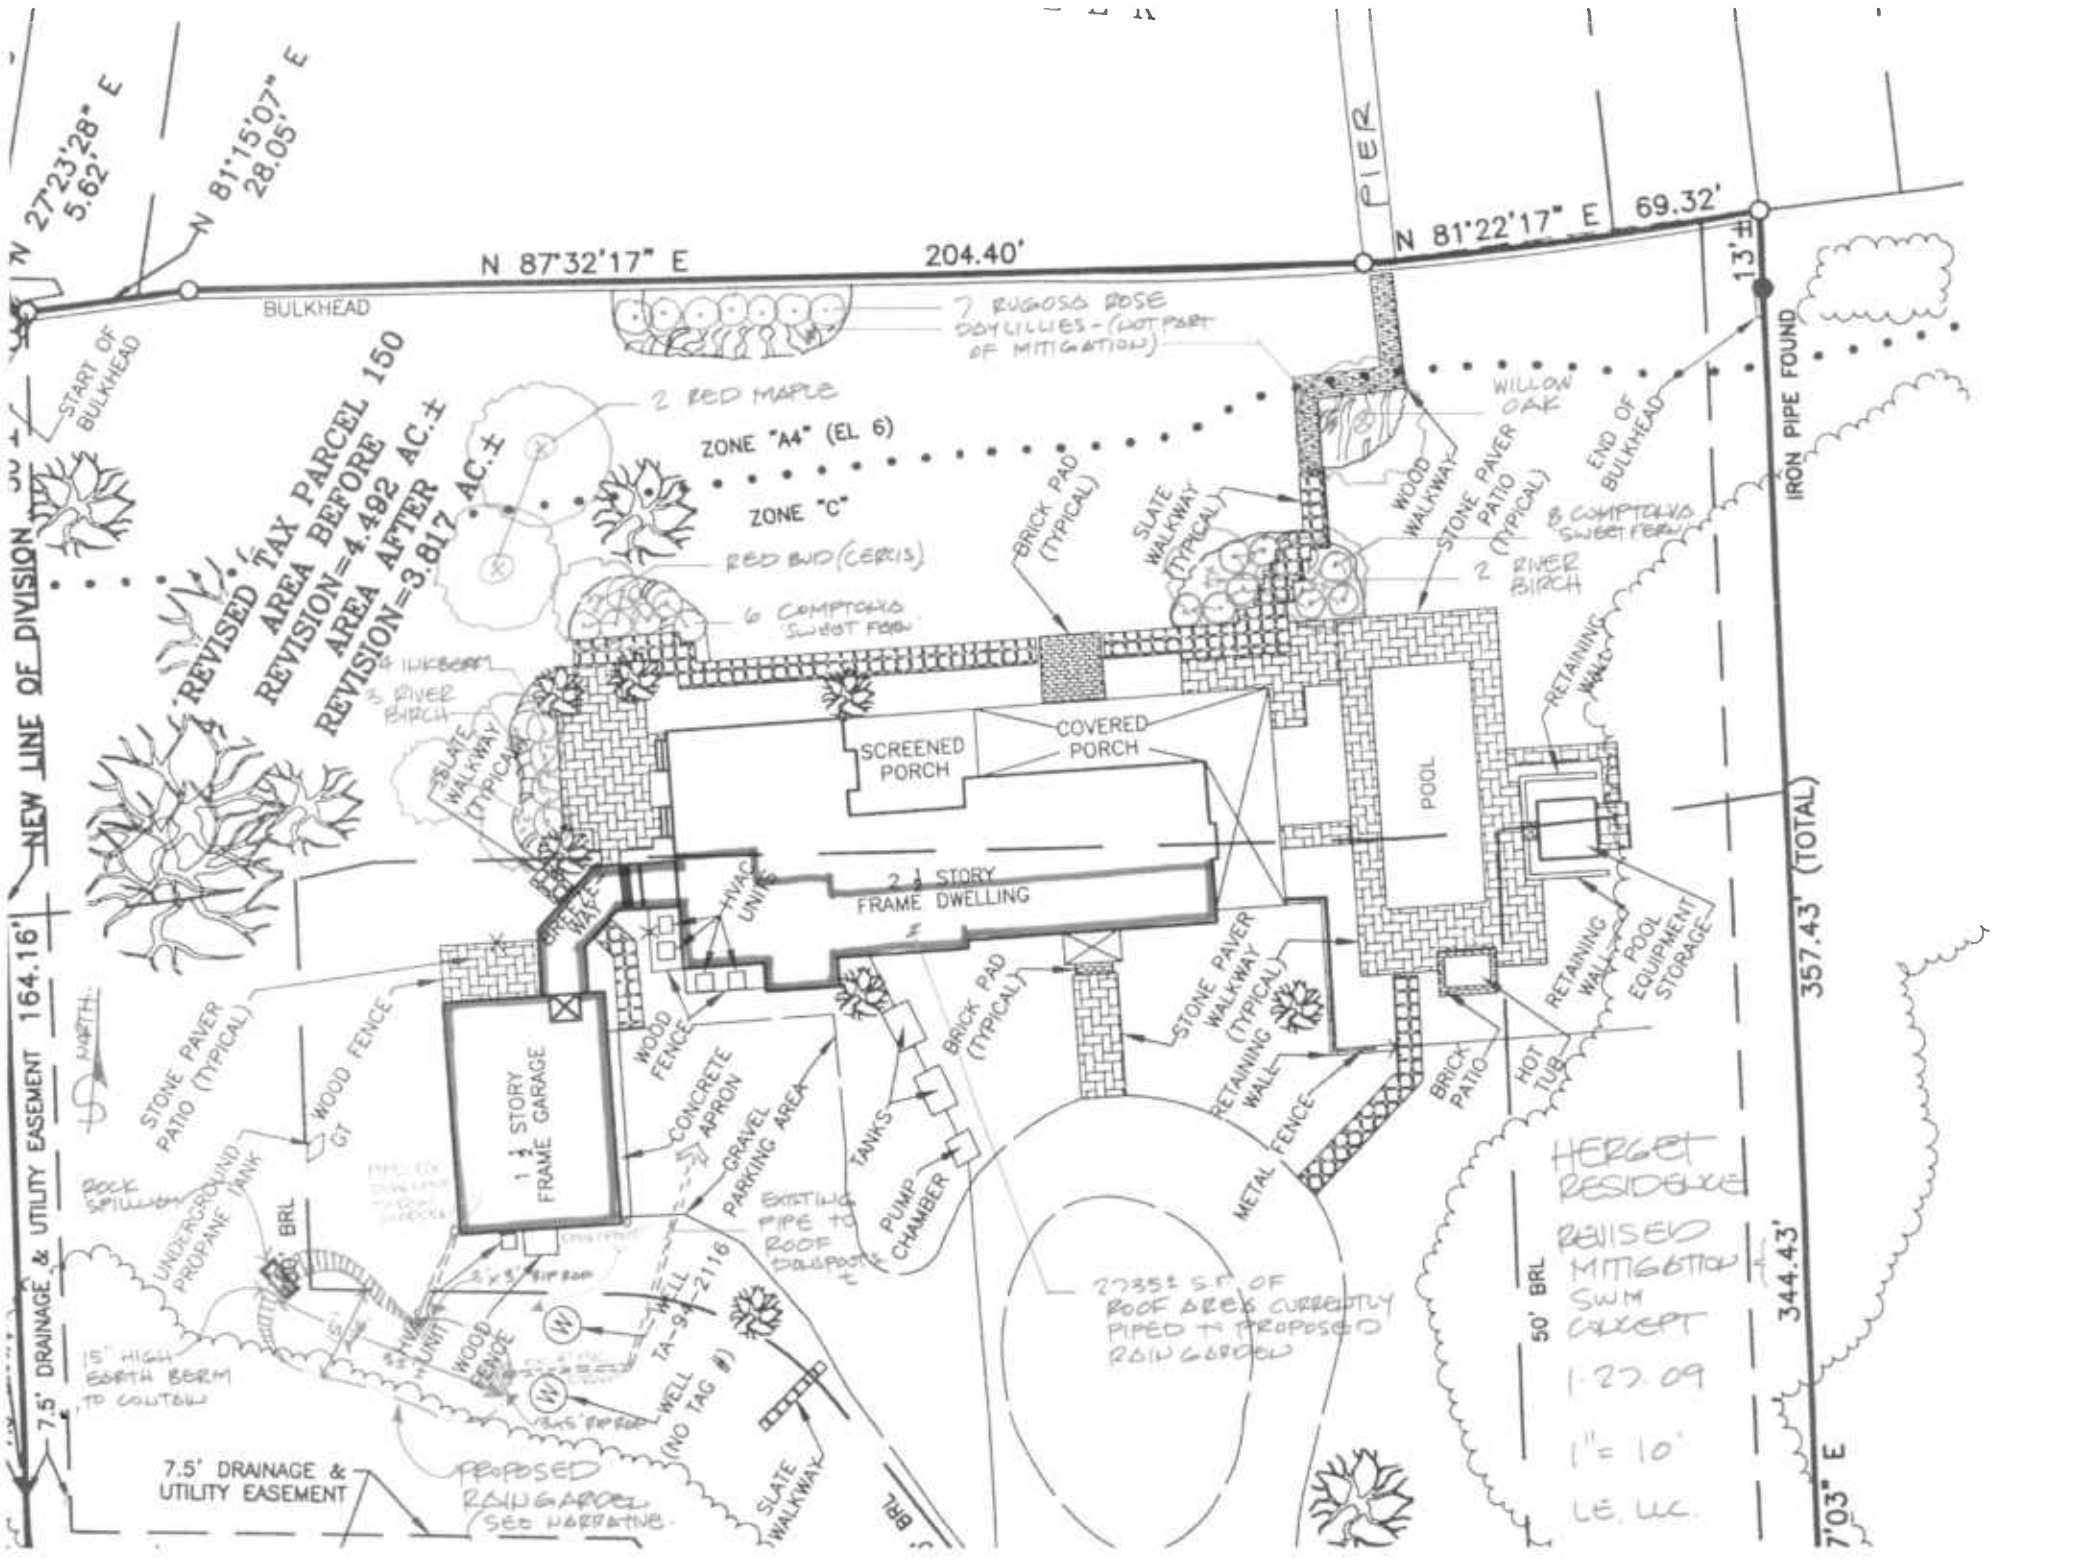 N 27°23'28" E
5.62'
N 81°15'07" E
28.05'
N 87°32'17" E
204.40'
PIER
N 81°22'17" E
69.32'
13'±
BULKHEAD
START OF
BULKHEAD
7 RUGOSA ROSE
DAYLILLIES - (NOT PART
OF MITIGATION)
REVISED TAX PARCEL 150
AREA BEFORE
REVISION=4.492 AC.±
AREA AFTER
REVISION=3.817 AC.±
2 RED MAPLE
ZONE "A4" (EL 6)
ZONE "C"
RED BUD (CERCIS)
6 COMPTONIA
SWEET FERN
BRICK PAD
(TYPICAL)
SLATE
WALKWAY
(TYPICAL)
WILLOW
OAK
WOOD
WALKWAY
STONE PAVER
PATIO
(TYPICAL)
END OF
BULKHEAD
IRON PIPE FOUND
8 COMPTONIA
SWEET FERN
2 RIVER
BIRCH
RETAINING
WALL
4 INKBERRY
3 RIVER
BIRCH
SLATE
WALKWAY
(TYPICAL)
NEW LINE OF DIVISION
SCREENED
PORCH
COVERED
PORCH
POOL
2 ½ STORY
FRAME DWELLING
HVAC
UNITS
357.43' (TOTAL)
164.16'
7.5' DRAINAGE & UTILITY EASEMENT
NORTH
STONE PAVER
PATIO (TYPICAL)
WOOD FENCE
WOOD
FENCE
CONCRETE
APRON
GRAVEL
PARKING AREA
1 ½ STORY
FRAME GARAGE
TANKS
PUMP
CHAMBER
BRICK PAD
(TYPICAL)
STONE PAVER
WALKWAY
(TYPICAL)
RETAINING
WALL
METAL FENCE
BRICK
PATIO
HOT
TUB
RETAINING
WALL
POOL
EQUIPMENT
STORAGE
UNDERGROUND
PROPANE TANK
GT
ROCK
SPILLWAY
BRL
EXISTING
PIPE TO
ROOF
DOWNSPOUTS
WELL
TA-94-2116
WELL
(NO TAG #)
W
W
HVAC
UNIT
WOOD
FENCE
15" HIGH
EARTH BERM
TO CONTAIN
3'x5' RIP RAP
PROPOSED
RAIN GARDEN
(SEE NARRATIVE.
7.5' DRAINAGE &
UTILITY EASEMENT
SLATE
WALKWAY
BRL
2735± S.F. OF
ROOF AREA CURRENTLY
PIPED TO PROPOSED
RAIN GARDEN
50' BRL
344.43'
HERGET
RESIDENCE
REVISED
MITIGATION &
SWM
CONCEPT
1.27.09
1"= 10'
LE, LLC.
7'03" E